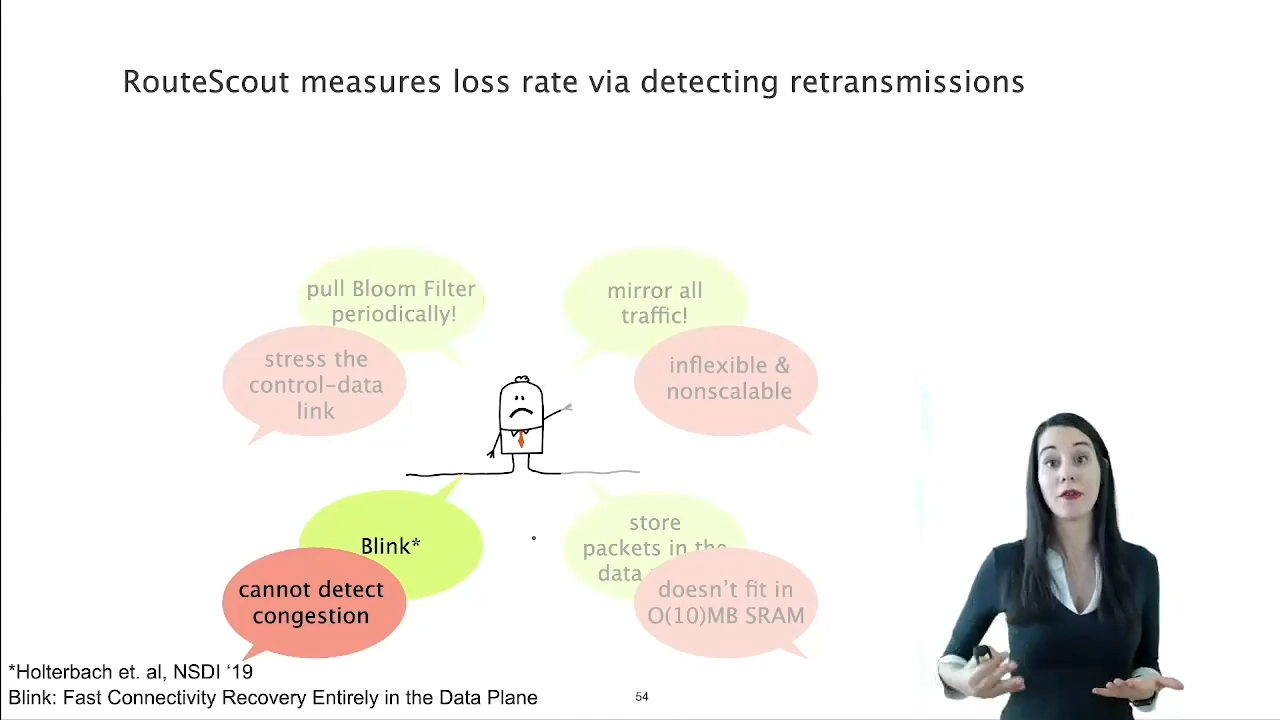 RouteScout measures loss rate via detecting retransmissions
pull Bloom Filter
periodically!
mirror all
traffic!
stress the
control-data
link
inflexible &
nonscalable
Blink*
cannot detect
congestion
store
packets in the
data
doesn't fit in
O(10)MB SRAM
*Holterbach et. al, NSDI ‘19
Blink: Fast Connectivity Recovery Entirely in the Data Plane
54